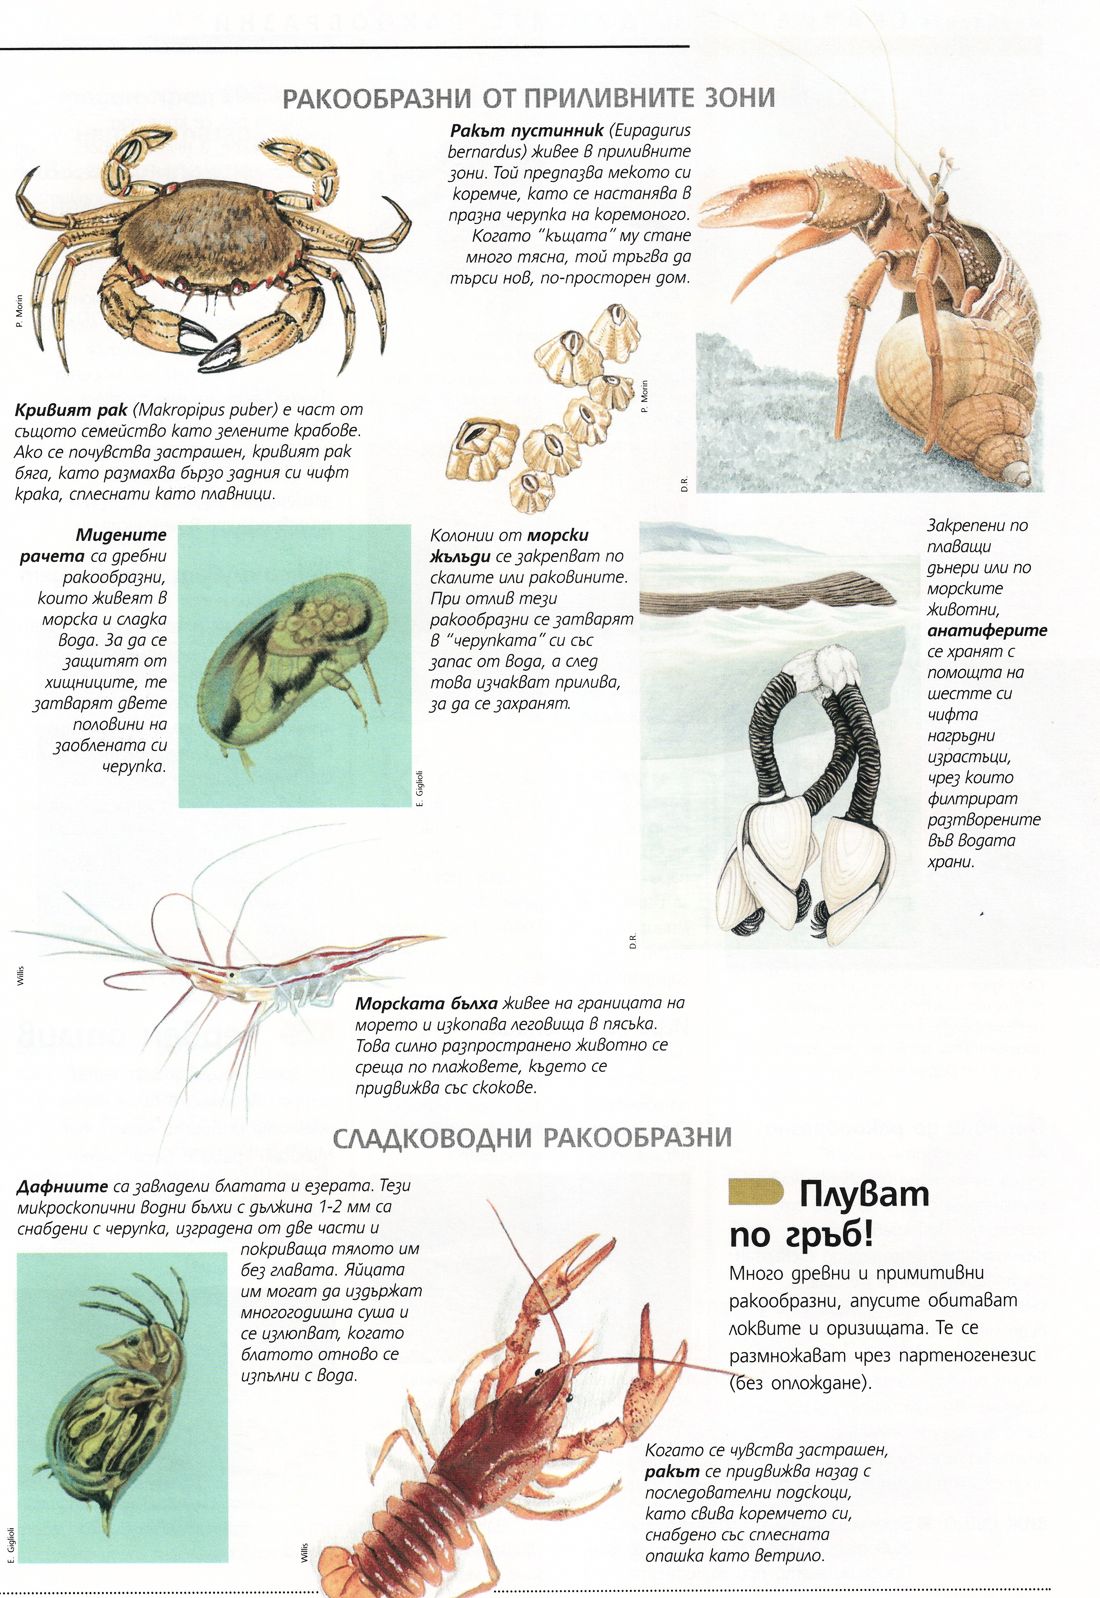 РАКООБРАЗНИ ОТ ПРИЛИВНИТЕ ЗОНИ
Ракът пустинник (Eupagurus
bernardus) живее в приливните
зони. Той предпазва мекото си
коремче, като се настанява в
празна черупка на коремоного.
Когато "къщата" му стане
много тясна, той тръгва да
търси нов, по-просторен дом.
P. Morin
P. Morin
D.R.
Кривият рак (Makropipus puber) е част от
същото семейство като зелените крабове.
Ако се почувства застрашен, кривият рак
бяга, като размахва бързо задния си чифт
крака, сплеснати като плавници.
Мидените
рачета са дребни
ракообразни,
които живеят в
морска и сладка
вода. За да се
защитят от
хищниците, те
затварят двете
половини на
заоблената си
черупка.
E. Giglioli
Колонии от морски
жълъди се закрепват по
скалите или раковините.
При отлив тези
ракообразни се затварят
в "черупката" си със
запас от вода, а след
това изчакват прилива,
за да се захранят.
Закрепени по
плаващи
дънери или по
морските
животни,
анатиферите
се хранят с
помощта на
шестте си
чифта
нагръдни
израстъци,
чрез които
филтрират
разтворените
във водата
храни.
D.R.
Willis
Морската бълха живее на границата на
морето и изкопава леговища в пясъка.
Това силно разпространено животно се
среща по плажовете, където се
придвижва със скокове.
СЛАДКОВОДНИ РАКООБРАЗНИ
Дафниите са завладели блатата и езерата. Тези
микроскопични водни бълхи с дължина 1-2 мм са
снабдени с черупка, изградена от две части и
покриваща тялото им
без главата. Яйцата
им могат да издържат
многогодишна суша и
се излюпват, когато
блатото отново се
изпълни с вода.
E. Giglioli
Willis
Плуват
по гръб!
Много древни и примитивни
ракообразни, апусите обитават
локвите и оризищата. Те се
размножават чрез партеногенезис
(без оплождане).
Когато се чувства застрашен,
ракът се придвижва назад с
последователни подскоци,
като свива коремчето си,
снабдено със сплесната
опашка като ветрило.